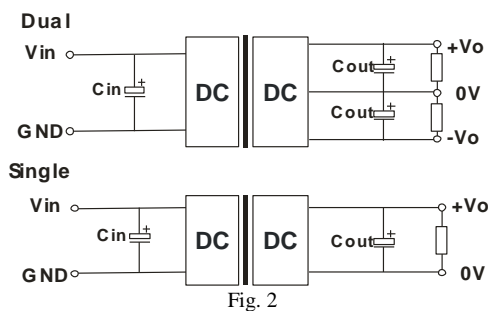 Dual
Vin
Cin
GND
DC
DC
Cout
Cout
+Vo
0V
-Vo
Single
Vin
Cin
GND
DC
DC
Cout
+Vo
0V
Fig. 2